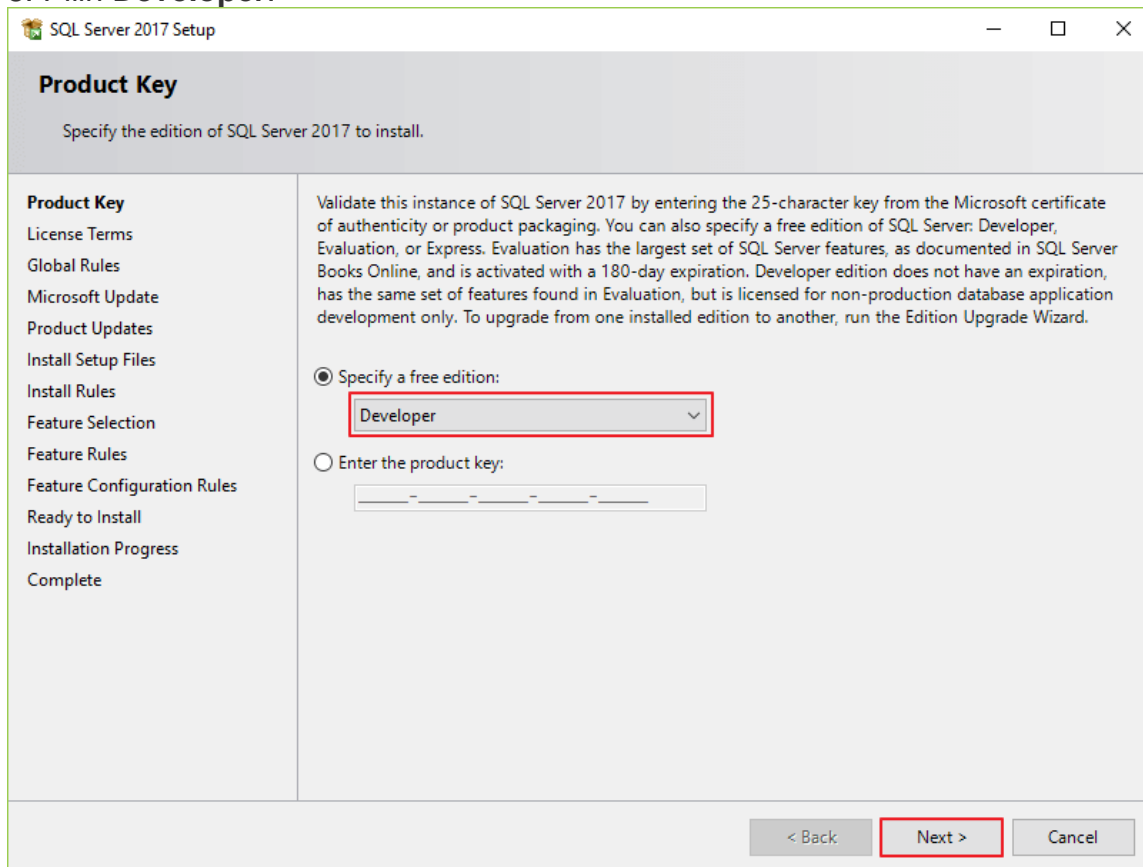 Developer.
SQL Server 2017 Setup
Product Key
Specify the edition of SQL Server 2017 to install.
Product Key
License Terms
Global Rules
Microsoft Update
Product Updates
Install Setup Files
Install Rules
Feature Selection
Feature Rules
Feature Configuration Rules
Ready to Install
Installation Progress
Complete
Validate this instance of SQL Server 2017 by entering the 25-character key from the Microsoft certificate
of authenticity or product packaging. You can also specify a free edition of SQL Server: Developer,
Evaluation, or Express. Evaluation has the largest set of SQL Server features, as documented in SQL Server
Books Online, and is activated with a 180-day expiration. Developer edition does not have an expiration,
has the same set of features found in Evaluation, but is licensed for non-production database application
development only. To upgrade from one installed edition to another, run the Edition Upgrade Wizard.
Specify a free edition:
Developer
Enter the product key:
_____-_____-_____-_____-_____
< Back
Next >
Cancel